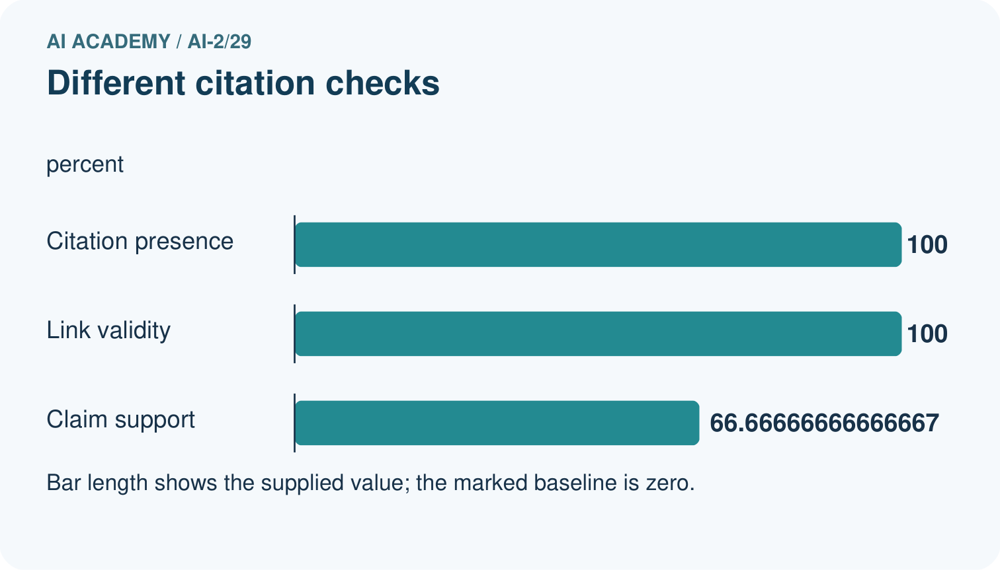 AI ACADEMY / AI-2/29
Different citation checks
percent
Citation presence 100
Link validity 100
Claim support 66.66666666666667
Bar length shows the supplied value; the marked baseline is zero.